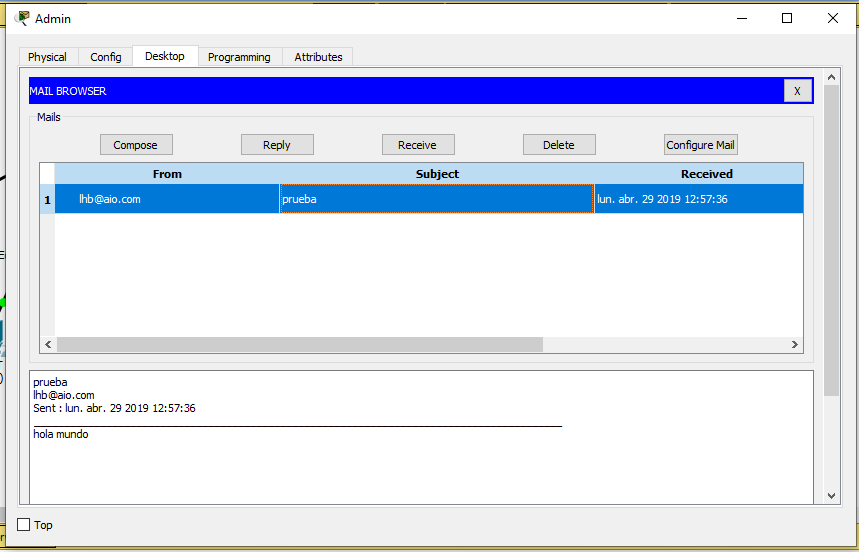 Admin
Physical Config Desktop Programming Attributes
MAIL BROWSER X
Mails
Compose Reply Receive Delete Configure Mail
From Subject Received
1 lhb@aio.com prueba lun. abr. 29 2019 12:57:36
prueba
lhb@aio.com
Sent : lun. abr. 29 2019 12:57:36
hola mundo
Top